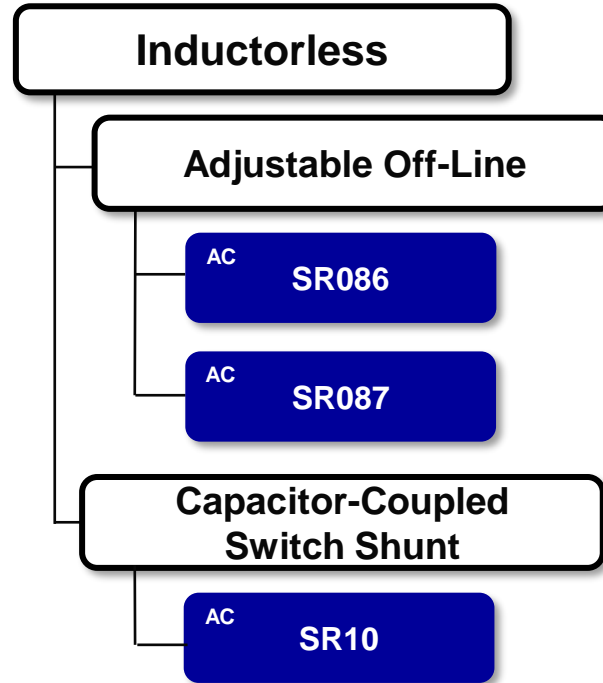 Inductorless
Adjustable Off-Line
AC
SR086
AC
SR087
Capacitor-Coupled
Switch Shunt
AC
SR10